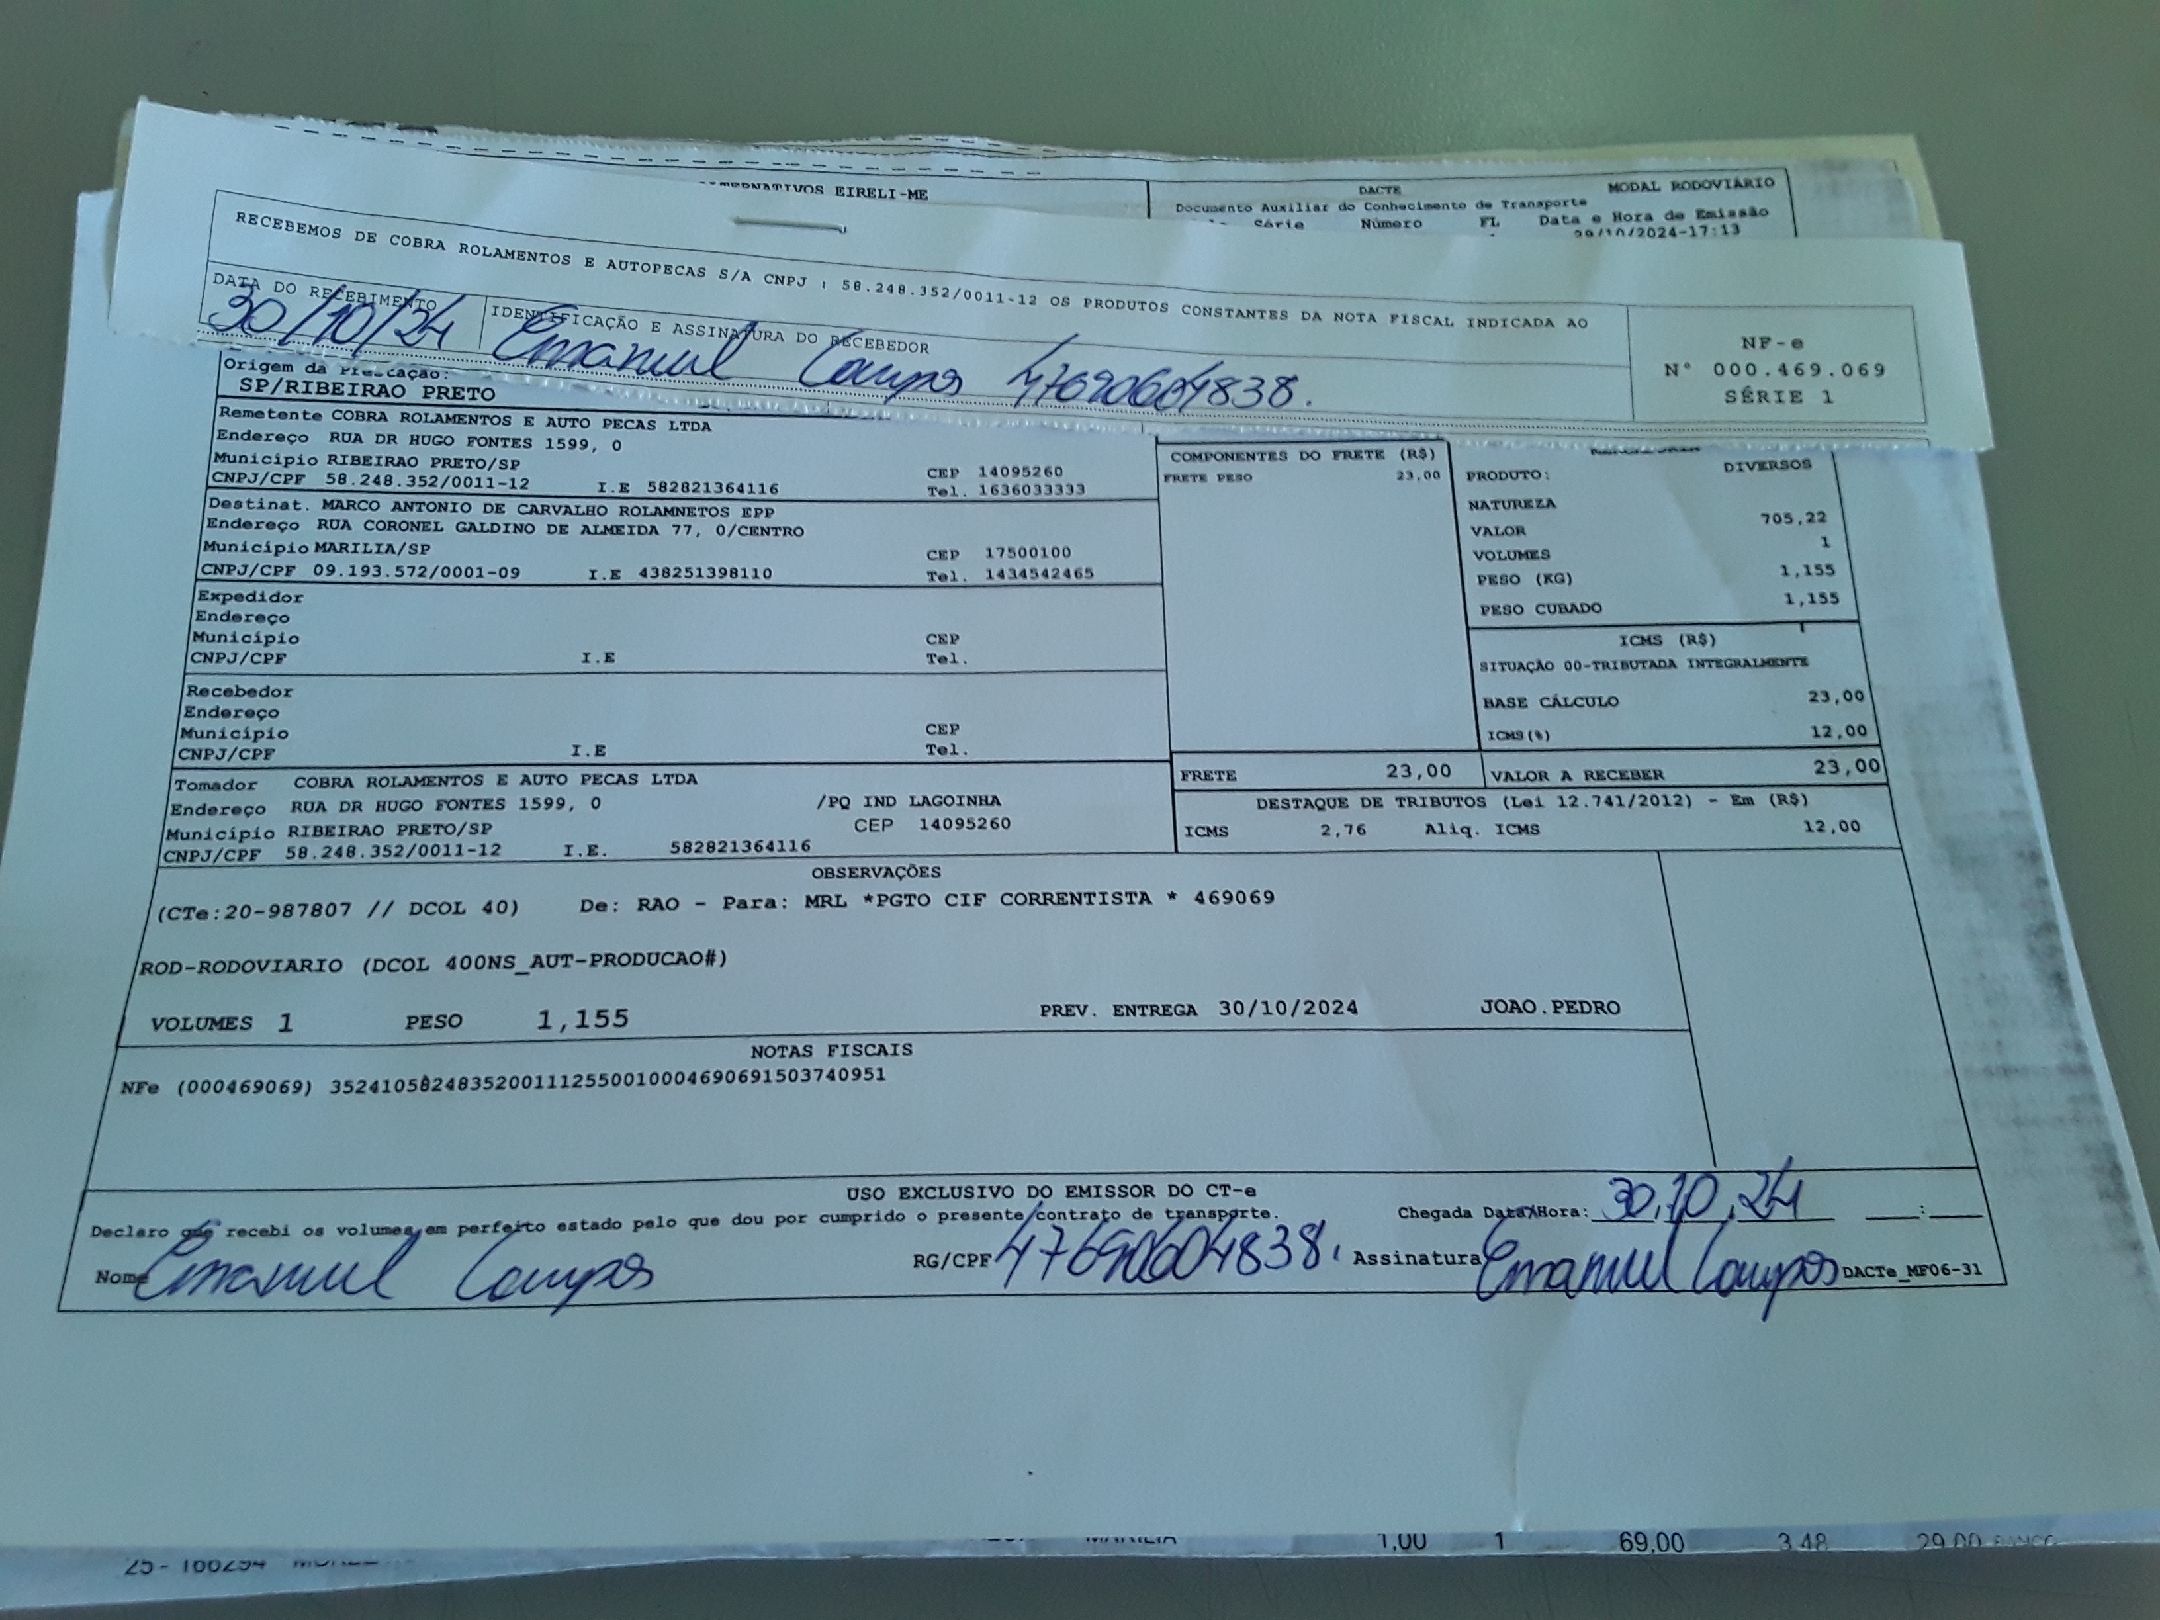 EIRELI-ME
DACTE MODAL RODOVIÁRIO
Documento Auxiliar do Conhecimento de Transporte
Série Número FL Data e Hora de Emissão
29/10/2024-17:13
RECEBEMOS DE COBRA ROLAMENTOS E AUTOPECAS S/A CNPJ : 58.248.352/0011-12 OS PRODUTOS CONSTANTES DA NOTA FISCAL INDICADA AO
DATA DO RECEBIMENTO
30/10/24
IDENTIFICAÇÃO E ASSINATURA DO RECEBEDOR
Emanuel Campos 47690604838.
NF-e
N° 000.469.069
SÉRIE 1
Origem da Prestação:
SP/RIBEIRAO PRETO
Remetente COBRA ROLAMENTOS E AUTO PECAS LTDA
Endereço RUA DR HUGO FONTES 1599, 0
Município RIBEIRAO PRETO/SP CEP 14095260
CNPJ/CPF 58.248.352/0011-12 I.E 582821364116 Tel. 1636033333
Destinat. MARCO ANTONIO DE CARVALHO ROLAMNETOS EPP
Endereço RUA CORONEL GALDINO DE ALMEIDA 77, 0/CENTRO
Município MARILIA/SP CEP 17500100
CNPJ/CPF 09.193.572/0001-09 I.E 438251398110 Tel. 1434542465
Expedidor
Endereço
Município CEP
CNPJ/CPF I.E Tel.
Recebedor
Endereço
Município CEP
CNPJ/CPF I.E Tel.
Tomador COBRA ROLAMENTOS E AUTO PECAS LTDA
Endereço RUA DR HUGO FONTES 1599, 0 /PQ IND LAGOINHA
Município RIBEIRAO PRETO/SP CEP 14095260
CNPJ/CPF 58.248.352/0011-12 I.E. 582821364116
COMPONENTES DO FRETE (R$)
FRETE PESO 23,00
PRODUTO: DIVERSOS
NATUREZA
VALOR 705,22
VOLUMES 1
PESO (KG) 1,155
PESO CUBADO 1,155
ICMS (R$)
SITUAÇÃO 00-TRIBUTADA INTEGRALMENTE
BASE CÁLCULO 23,00
ICMS(%) 12,00
FRETE 23,00 VALOR A RECEBER 23,00
DESTAQUE DE TRIBUTOS (Lei 12.741/2012) - Em (R$)
ICMS 2,76 Aliq. ICMS 12,00
OBSERVAÇÕES
(CTe:20-987807 // DCOL 40) De: RAO - Para: MRL *PGTO CIF CORRENTISTA * 469069
ROD-RODOVIARIO (DCOL 400NS_AUT-PRODUCAO#)
VOLUMES 1 PESO 1,155 PREV. ENTREGA 30/10/2024 JOAO.PEDRO
NOTAS FISCAIS
NFe (000469069) 35241058248352001112550010004690691503740951
USO EXCLUSIVO DO EMISSOR DO CT-e
Declaro que recebi os volumes em perfeito estado pelo que dou por cumprido o presente contrato de transporte. Chegada Data/Hora: 30,10,24 :
Nome Emanuel Campos RG/CPF 47690604838. Assinatura Emanuel Campos DACTe_MF06-31
MARILIA 1,00 1 69,00 3,48 29,00